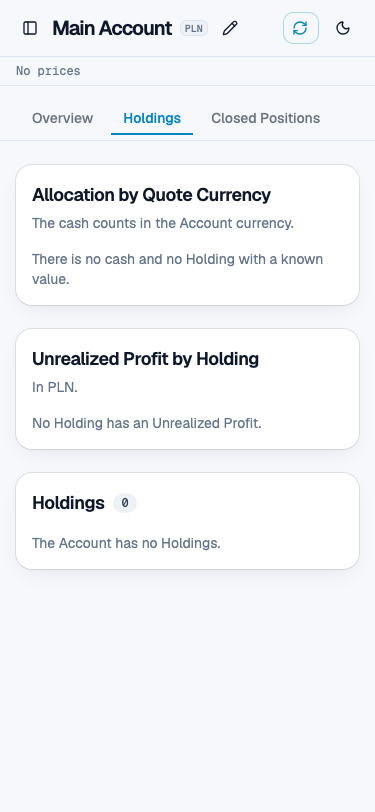 Main Account PLN
No prices
Overview Holdings Closed Positions
Allocation by Quote Currency
The cash counts in the Account currency.
There is no cash and no Holding with a known
value.
Unrealized Profit by Holding
In PLN.
No Holding has an Unrealized Profit.
Holdings 0
The Account has no Holdings.